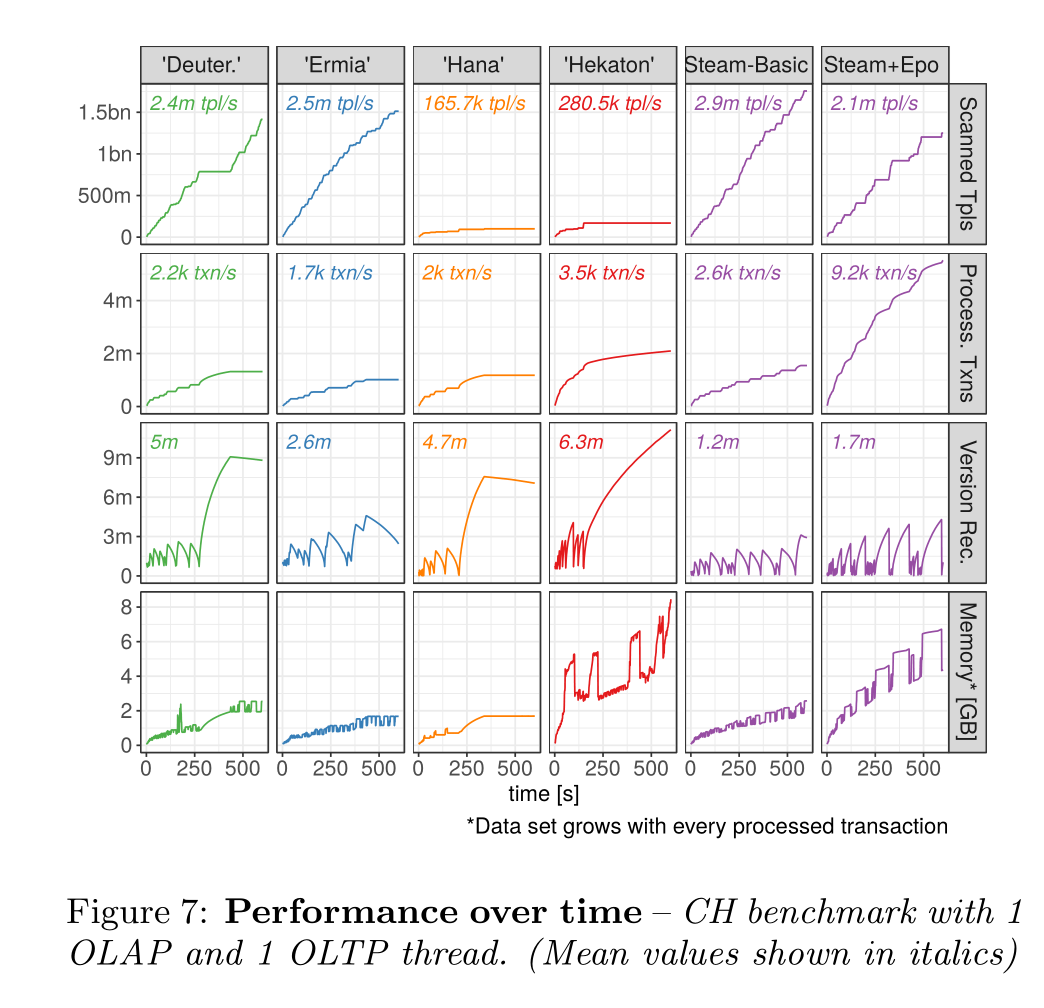 'Deuter.' 'Ermia' 'Hana' 'Hekaton' Steam-Basic Steam+Epo
2.4m tpl/s 2.5m tpl/s 165.7k tpl/s 280.5k tpl/s 2.9m tpl/s 2.1m tpl/s
1.5bn
1bn
500m
0
Scanned Tpls
2.2k txn/s 1.7k txn/s 2k txn/s 3.5k txn/s 2.6k txn/s 9.2k txn/s
4m
2m
0
Process. Txns
5m 2.6m 4.7m 6.3m 1.2m 1.7m
9m
6m
3m
0
Version Rec.
8
6
4
2
0
Memory* [GB]
0 250 500 0 250 500 0 250 500 0 250 500 0 250 500 0 250 500
time [s]
*Data set grows with every processed transaction
Figure 7: Performance over time – CH benchmark with 1
OLAP and 1 OLTP thread. (Mean values shown in italics)